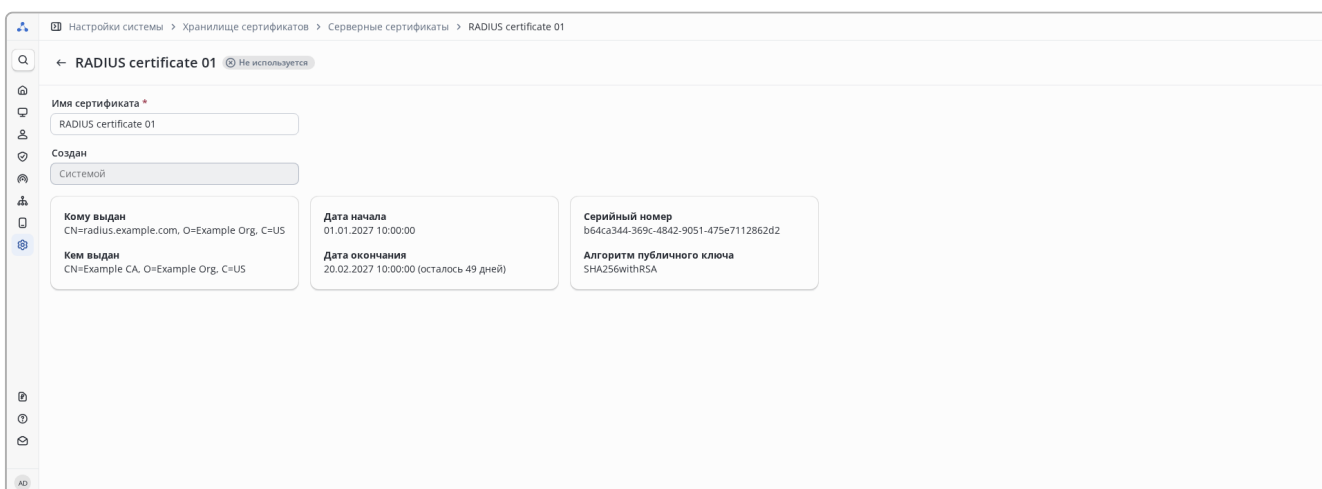 Настройки системы > Хранилище сертификатов > Серверные сертификаты > RADIUS certificate 01
← RADIUS certificate 01 Не используется
Имя сертификата *
RADIUS certificate 01
Создан
Системой
Кому выдан
CN=radius.example.com, O=Example Org, C=US
Кем выдан
CN=Example CA, O=Example Org, C=US
Дата начала
01.01.2027 10:00:00
Дата окончания
20.02.2027 10:00:00 (осталось 49 дней)
Серийный номер
b64ca344-369c-4842-9051-475e7112862d2
Алгоритм публичного ключа
SHA256withRSA
AD